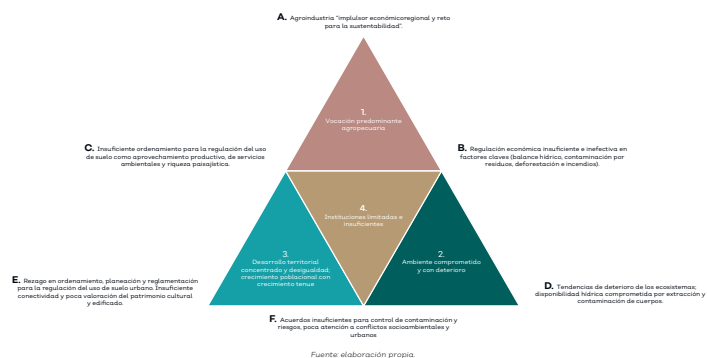 A. Agroindustria “impulsor económicoregional y reto
para la sustentabilidad”.
1.
Vocación predominante
agropecuaria
C. Insuficiente ordenamiento para la regulación del uso
de suelo como aprovechamiento productivo, de servicios
ambientales y riqueza paisajística.
B. Regulación económica insuficiente e inefectiva en
factores claves (balance hídrico, contaminación por
residuos, deforestación e incendios).
4.
Instituciones limitadas e
insuficientes
3.
Desarrollo territorial
concentrado y desigualdad,
crecimiento poblacional con
crecimiento tenue
2.
Ambiente comprometido
y con deterioro
E. Rezago en ordenamiento, planeación y reglamentación
para la regulación del uso de suelo urbano. Insuficiente
conectividad y poca valoración del patrimonio cultural
y edificado.
D. Tendencias de deterioro de los ecosistemas;
disponibilidad hídrica comprometida por extracción y
contaminación de cuerpos.
F. Acuerdos insuficientes para control de contaminación y
riesgos, poca atención a conflictos socioambientales y
urbanos
Fuente: elaboración propia.